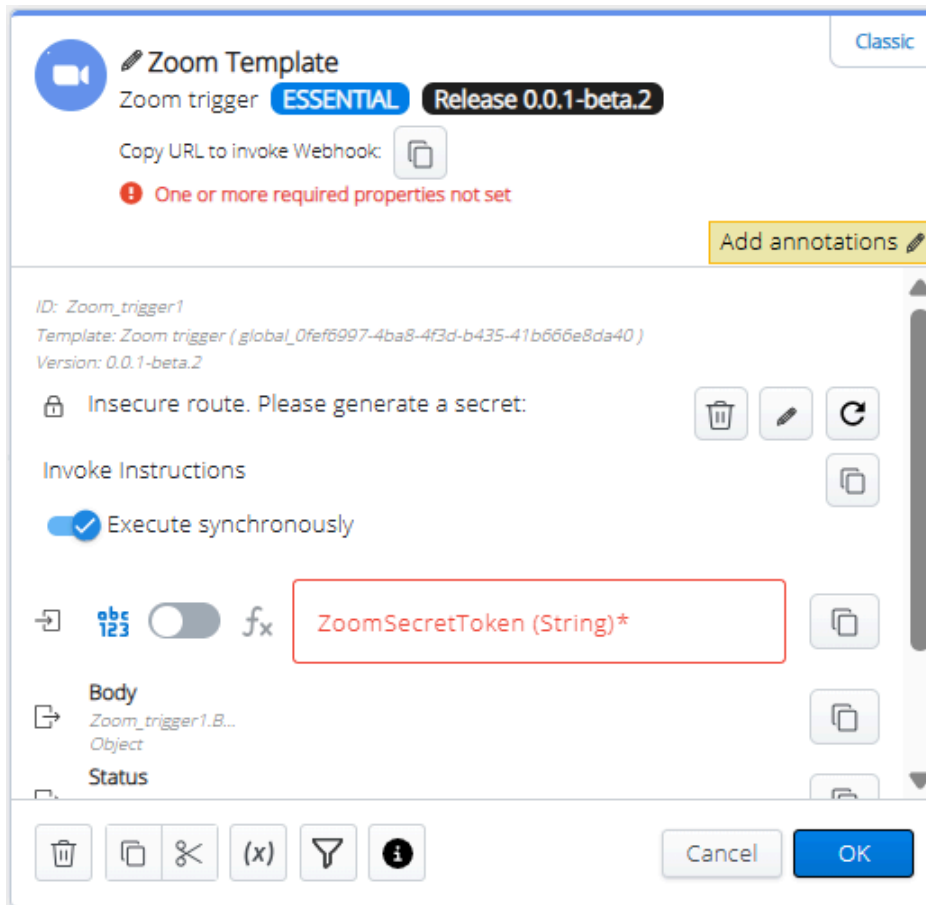 Classic
Zoom Template
Zoom trigger ESSENTIAL Release 0.0.1-beta.2
Copy URL to invoke Webhook:
One or more required properties not set
Add annotations
ID: Zoom_trigger1
Template: Zoom trigger ( global_0fef6997-4ba8-4f3d-b435-41b666e8da40 )
Version: 0.0.1-beta.2
Insecure route. Please generate a secret:
Invoke Instructions
Execute synchronously
abc 123 fx ZoomSecretToken (String)*
Body
Zoom_trigger1.B...
Object
Status
(x) Cancel OK